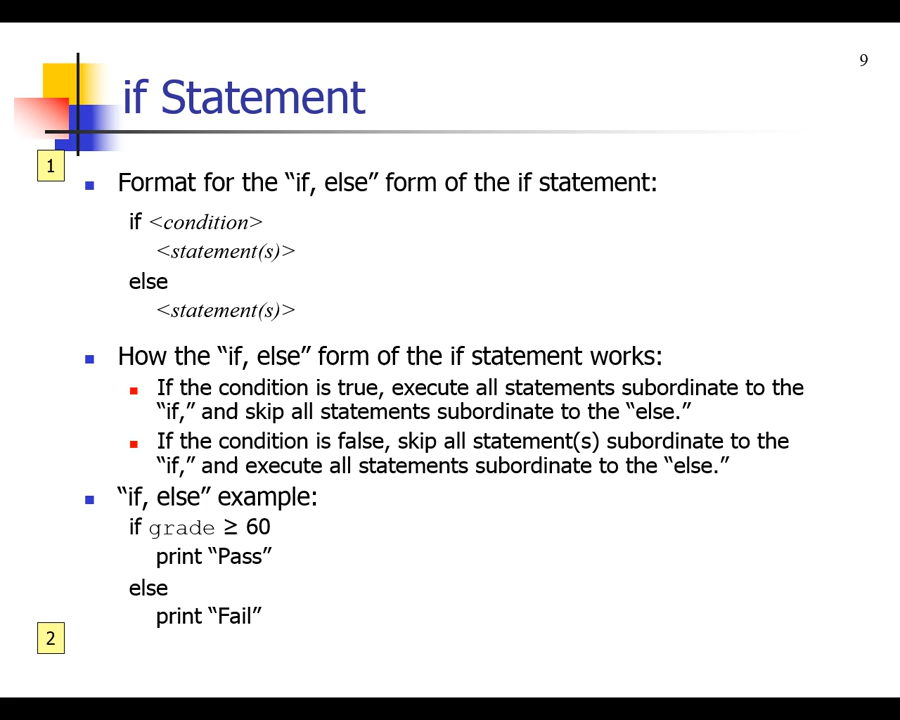 9
if Statement
1
Format for the “if, else” form of the if statement:
if <condition>
<statement(s)>
else
<statement(s)>
How the “if, else” form of the if statement works:
If the condition is true, execute all statements subordinate to the
“if,” and skip all statements subordinate to the “else.”
If the condition is false, skip all statement(s) subordinate to the
“if,” and execute all statements subordinate to the “else.”
“if, else” example:
if grade ≥ 60
print “Pass”
else
print “Fail”
2